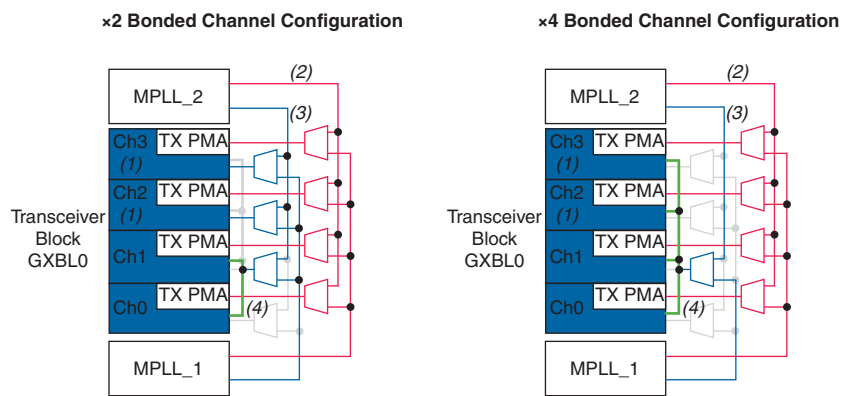 ×2 Bonded Channel Configuration
MPLL_2
(2)
(3)
Ch3
(1)
TX PMA
Ch2
(1)
TX PMA
Transceiver
Block
GXBL0
Ch1
TX PMA
Ch0
TX PMA
(4)
MPLL_1
×4 Bonded Channel Configuration
MPLL_2
(2)
(3)
Ch3
(1)
TX PMA
Ch2
(1)
TX PMA
Transceiver
Block
GXBL0
Ch1
TX PMA
Ch0
TX PMA
(4)
MPLL_1